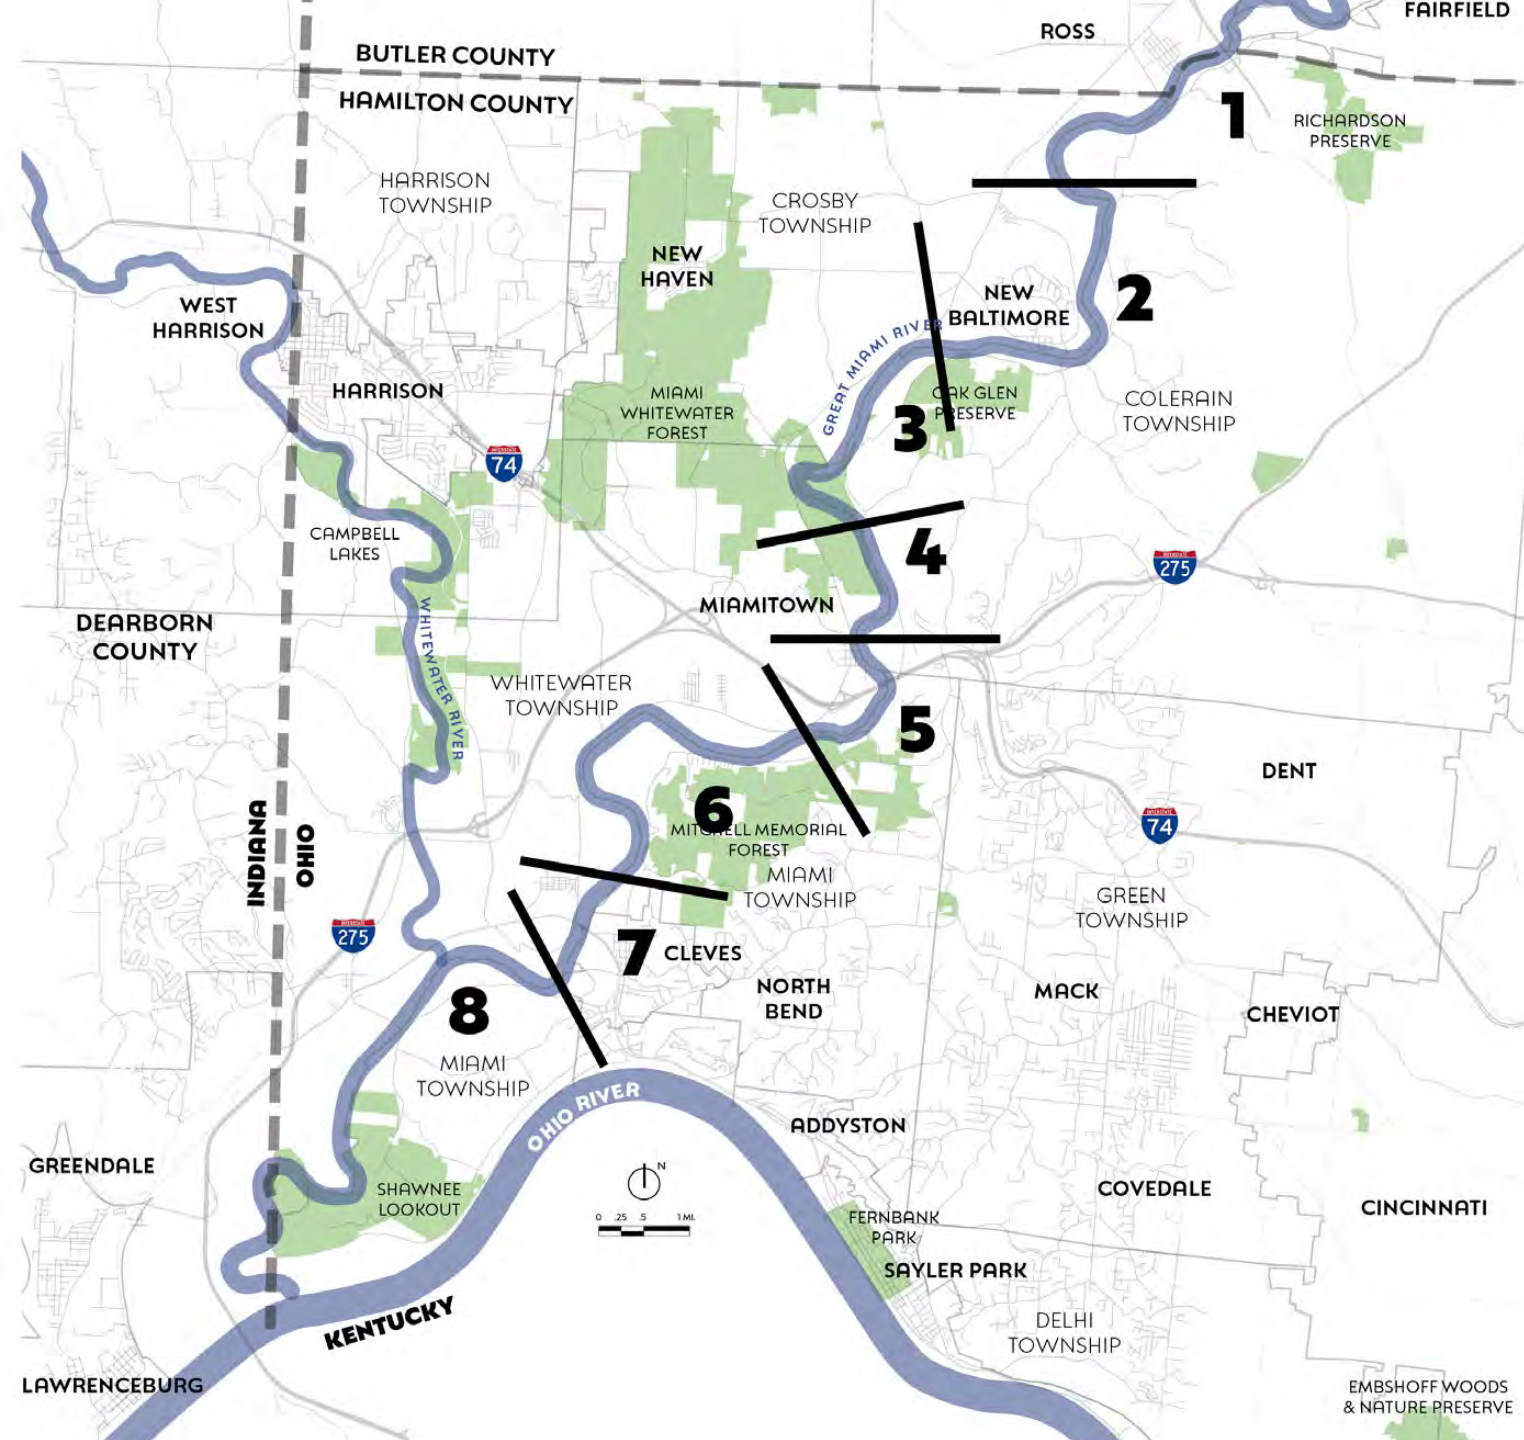 ROSS
FAIRFIELD
BUTLER COUNTY
HAMILTON COUNTY
1
RICHARDSON
PRESERVE
HARRISON
TOWNSHIP
CROSBY
TOWNSHIP
NEW
HAVEN
WEST
HARRISON
NEW
BALTIMORE
2
GREAT MIAMI RIVER
HARRISON
MIAMI
WHITEWATER
FOREST
OAK GLEN
PRESERVE
3
COLERAIN
TOWNSHIP
INTERSTATE
74
CAMPBELL
LAKES
4
INTERSTATE
275
MIAMITOWN
DEARBORN
COUNTY
WHITEWATER RIVER
WHITEWATER
TOWNSHIP
5
DENT
6
MITCHELL MEMORIAL
FOREST
INTERSTATE
74
INDIANA
OHIO
MIAMI
TOWNSHIP
GREEN
TOWNSHIP
INTERSTATE
275
7
CLEVES
NORTH
BEND
MACK
CHEVIOT
8
MIAMI
TOWNSHIP
OHIO RIVER
ADDYSTON
GREENDALE
SHAWNEE
LOOKOUT
N
0 .25 .5 1 MI.
COVEDALE
CINCINNATI
FERNBANK
PARK
SAYLER PARK
KENTUCKY
DELHI
TOWNSHIP
LAWRENCEBURG
EMBSHOFF WOODS
& NATURE PRESERVE